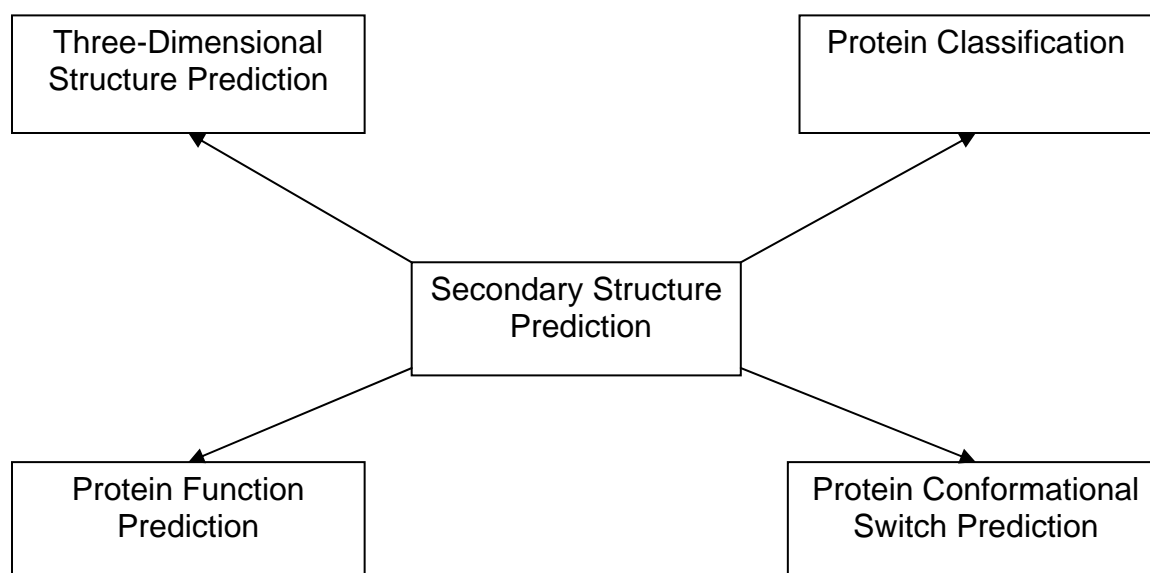 Three-Dimensional
Structure Prediction
Protein Classification
Secondary Structure
Prediction
Protein Function
Prediction
Protein Conformational
Switch Prediction